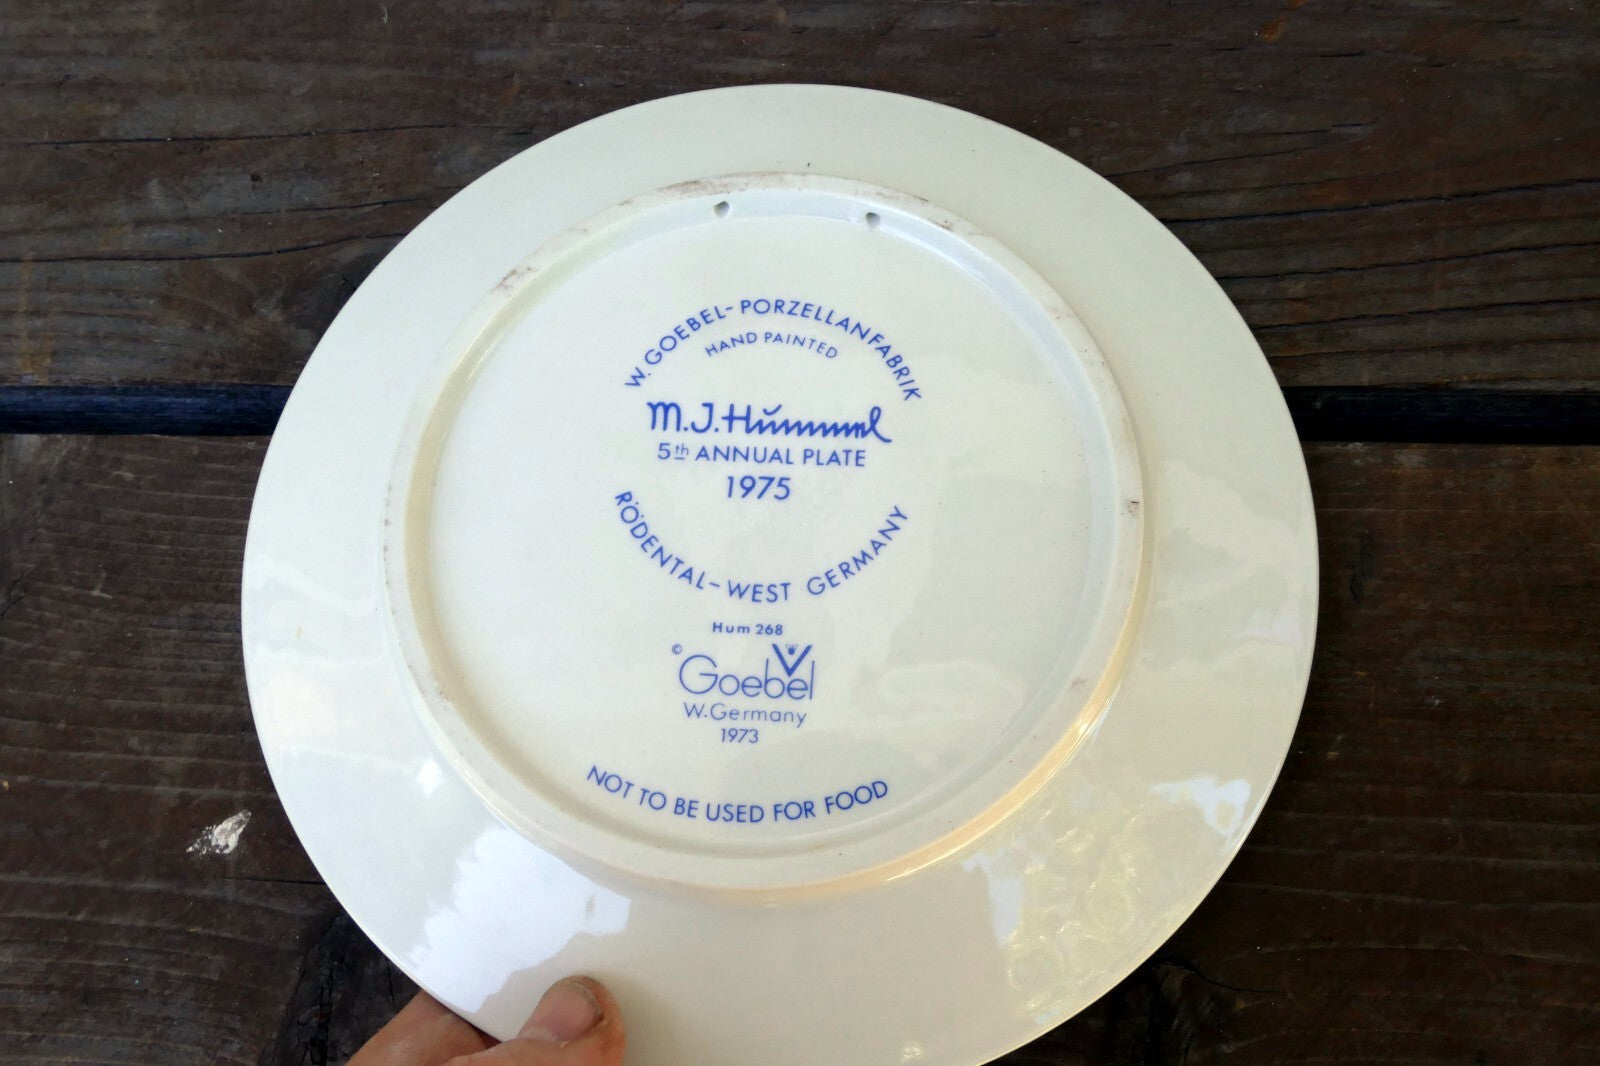 W. GOEBEL-PORZELLANFABRIK
HAND PAINTED
M.J.Hummel
5th ANNUAL PLATE
1975
RÖDENTAL-WEST GERMANY
Hum 268
© Goebel
W.Germany
1973
NOT TO BE USED FOR FOOD